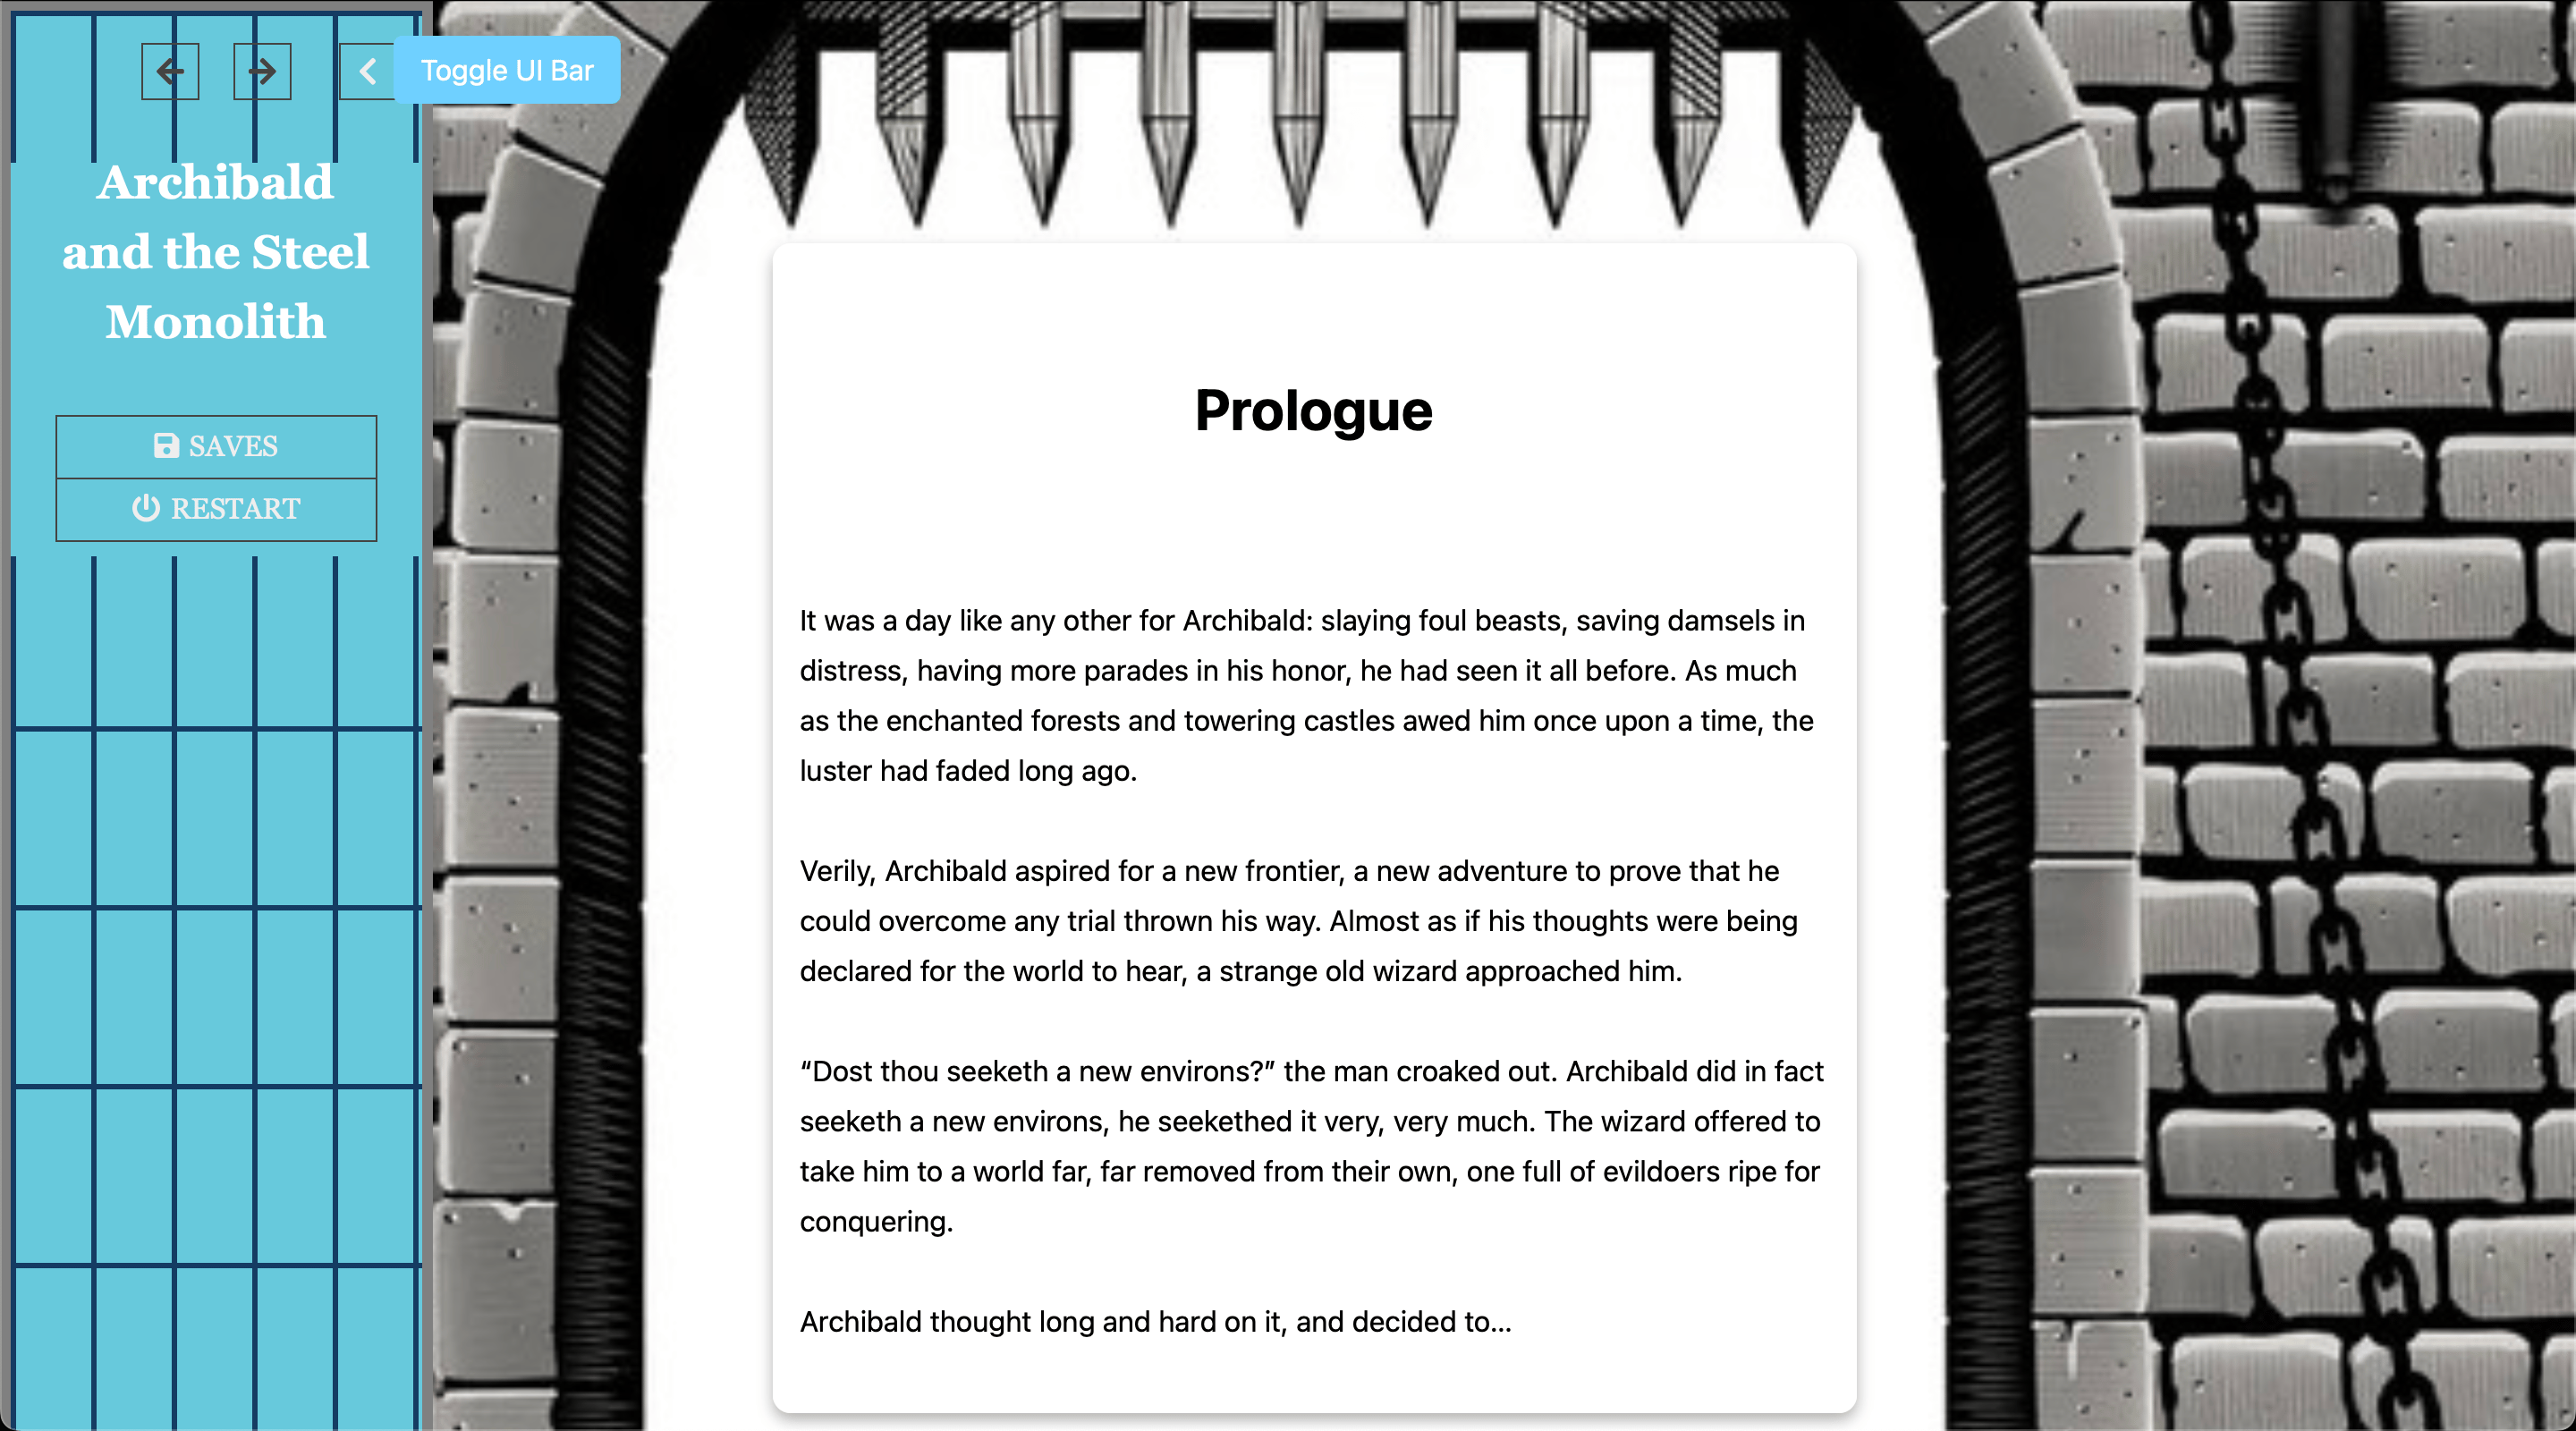 Toggle UI Bar
Archibald
and the Steel
Monolith
SAVES
RESTART
Prologue
It was a day like any other for Archibald: slaying foul beasts, saving damsels in
distress, having more parades in his honor, he had seen it all before. As much
as the enchanted forests and towering castles awed him once upon a time, the
luster had faded long ago.
Verily, Archibald aspired for a new frontier, a new adventure to prove that he
could overcome any trial thrown his way. Almost as if his thoughts were being
declared for the world to hear, a strange old wizard approached him.
“Dost thou seeketh a new environs?” the man croaked out. Archibald did in fact
seeketh a new environs, he seekethed it very, very much. The wizard offered to
take him to a world far, far removed from their own, one full of evildoers ripe for
conquering.
Archibald thought long and hard on it, and decided to...